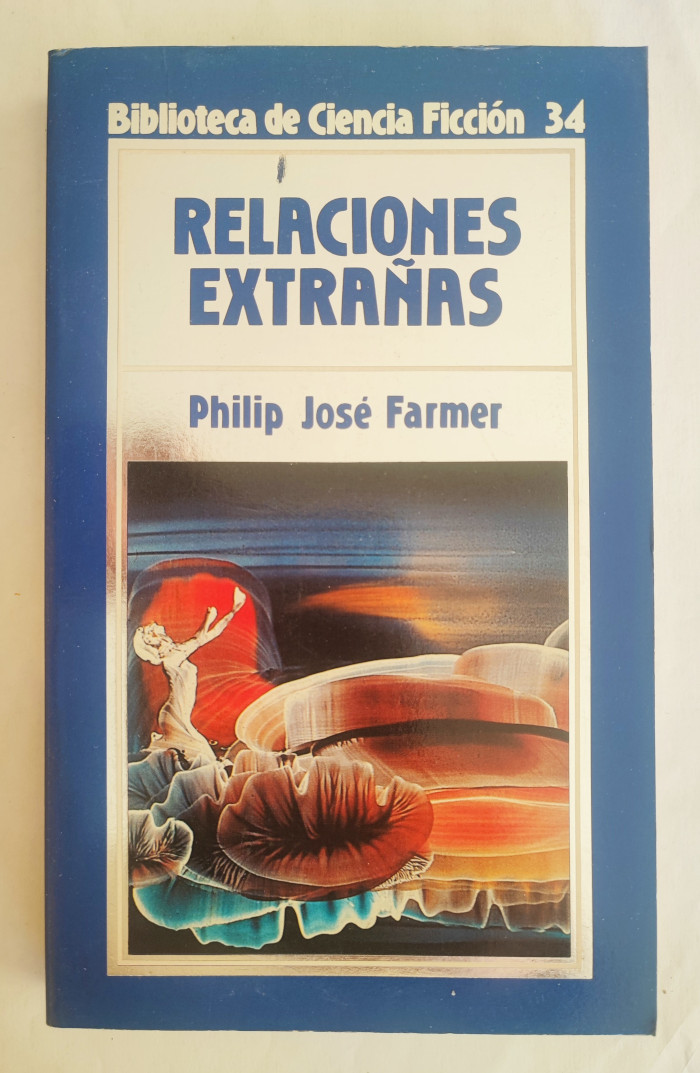 Biblioteca de Ciencia Ficción 34
RELACIONES
EXTRAÑAS
Philip José Farmer